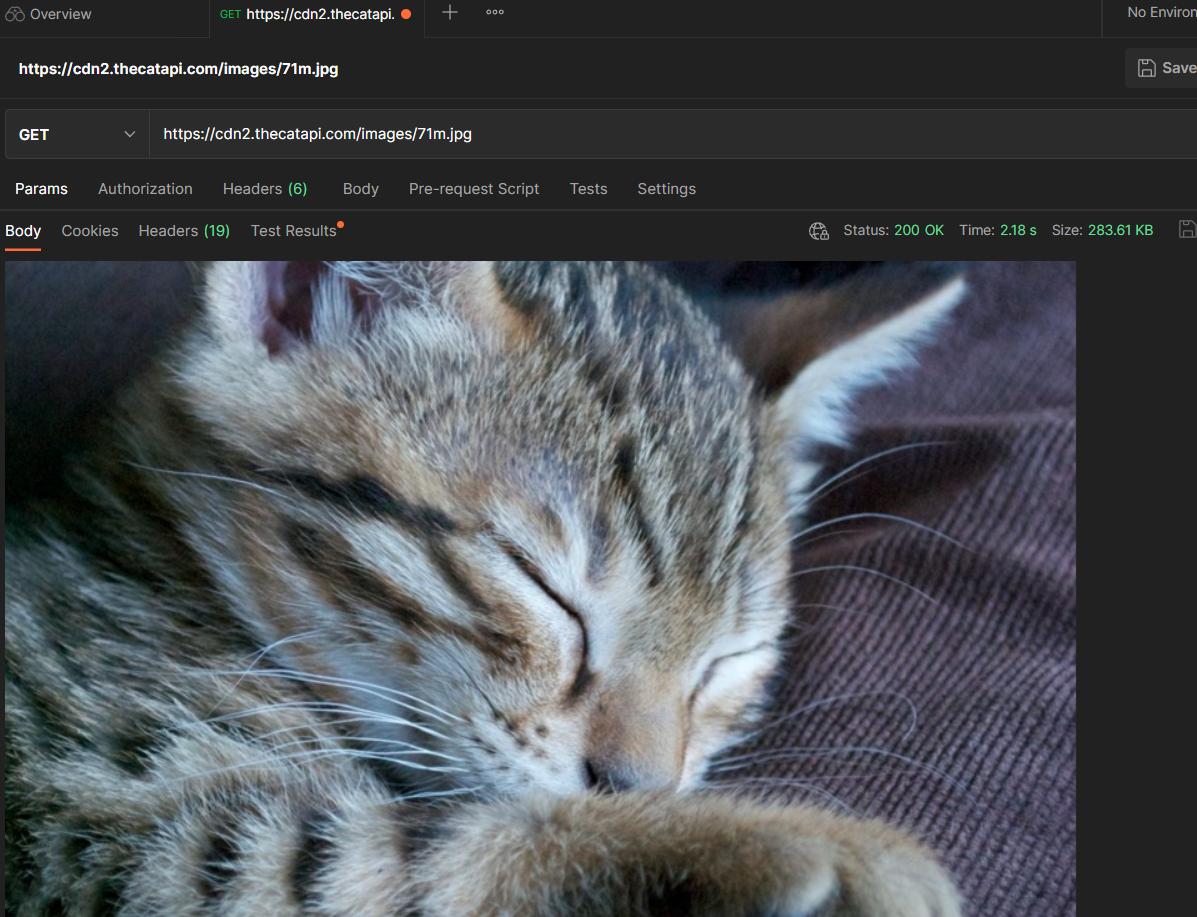 Overview
GET https://cdn2.thecatapi.
No Environ
https://cdn2.thecatapi.com/images/71m.jpg
Save
GET
https://cdn2.thecatapi.com/images/71m.jpg
Params Authorization Headers (6) Body Pre-request Script Tests Settings
Body Cookies Headers (19) Test Results Status: 200 OK Time: 2.18 s Size: 283.61 KB